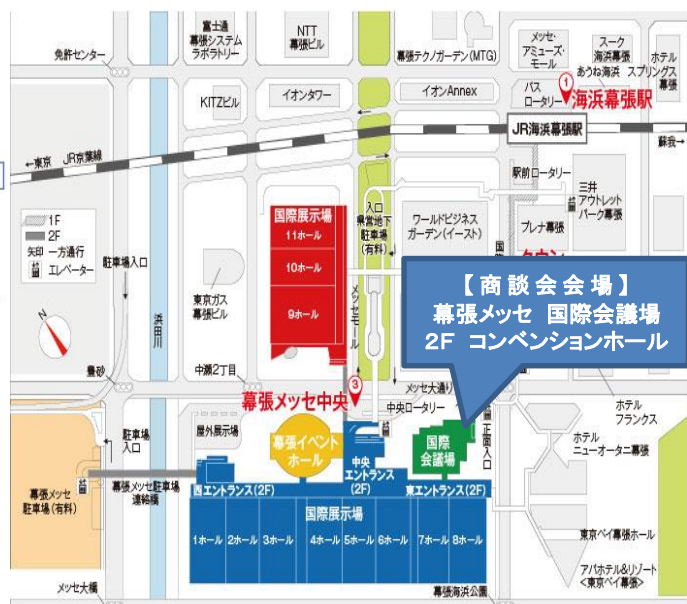 富士通
幕張システム
ラボラトリー
NTT
幕張ビル
免許センター
幕張テクノガーデン(MTG)
メッセ・
アミューズ・
モール
スーク
海浜幕張
あうね海浜
ホテル
スプリングス
幕張
KITZビル
イオンタワー
イオンAnnex
バス
ロータリー
①
海浜幕張駅
JR海浜幕張駅
←東京 JR京葉線
蘇我→
駅前ロータリー
1F
2F
矢印 一方通行
エレベーター
N
駐車場入口
浜田川
東京ガス
幕張ビル
国際展示場
11ホール
10ホール
9ホール
入口
県営地下
駐車場
(有料)
メッセモール
ワールドビジネス
ガーデン(イースト)
国際
プレナ幕張
三井
アウトレット
パーク幕張
タウン
【商談会会場】
幕張メッセ 国際会議場
2F コンベンションホール
豊砂
中瀬2丁目
幕張メッセ中央
③
メッセ大通り
中央ロータリー
正面入口
ホテル
フランクス
ホテル
ニューオータニ幕張
駐車場
入口
屋外展示場
幕張イベント
ホール
中央
エントランス
(2F)
国際
会議場
西エントランス(2F)
東エントランス(2F)
幕張メッセ
駐車場(有料)
幕張メッセ駐車場
連絡橋
国際展示場
1ホール 2ホール 3ホール 4ホール 5ホール 6ホール 7ホール 8ホール
東京ベイ幕張ホール
アパホテル&リゾート
<東京ベイ幕張>
メッセ大橋
幕張海浜公園